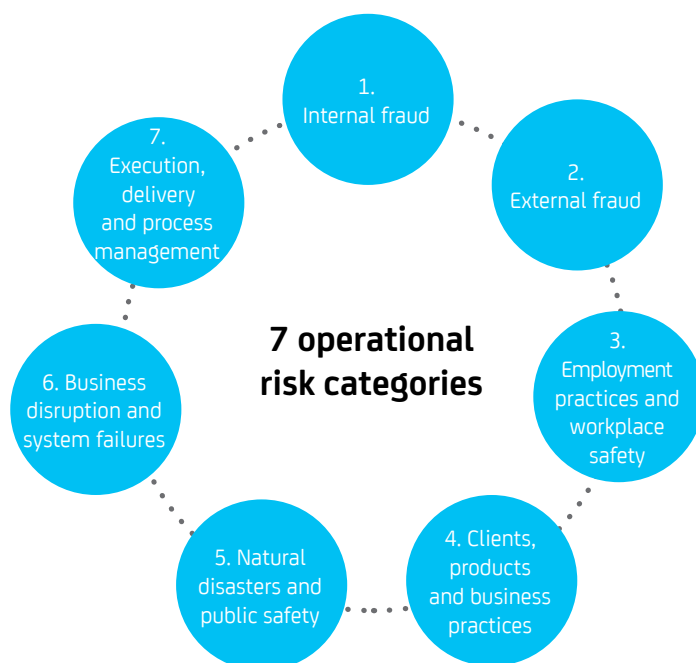 1.
Internal fraud
2.
External fraud
3.
Employment
practices and
workplace
safety
4. Clients,
products
and business
practices
5. Natural
disasters and
public safety
6. Business
disruption and
system failures
7.
Execution,
delivery
and process
management
7 operational
risk categories